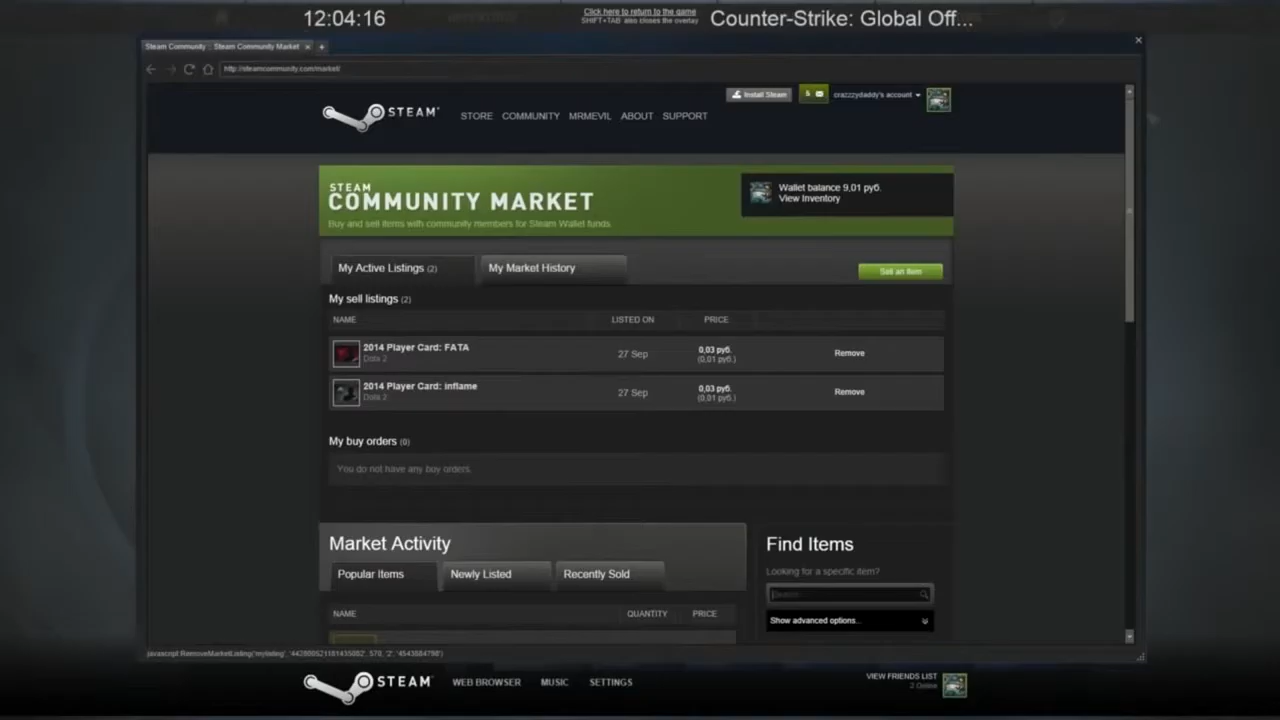 12:04:16
Click here to return to the game
SHIFT+TAB also closes the overlay
Counter-Strike: Global Off...
Steam Community :: Steam Community Market
http://steamcommunity.com/market/
Install Steam
5
crazzzydaddy's account
STEAM
STORE COMMUNITY MRMEVIL ABOUT SUPPORT
STEAM
COMMUNITY MARKET
Buy and sell items with community members for Steam Wallet funds.
Wallet balance 9,01 руб.
View Inventory
My Active Listings (2)
My Market History
Sell an item
My sell listings (2)
NAME LISTED ON PRICE
2014 Player Card: FATA
Dota 2
27 Sep
0,03 руб.
(0,01 руб.)
Remove
2014 Player Card: inflame
Dota 2
27 Sep
0,03 руб.
(0,01 руб.)
Remove
My buy orders (0)
You do not have any buy orders.
Market Activity
Popular Items
Newly Listed
Recently Sold
NAME QUANTITY PRICE
Find Items
Looking for a specific item?
Search...
Show advanced options...
STEAM
WEB BROWSER MUSIC SETTINGS
VIEW FRIENDS LIST
2 Online